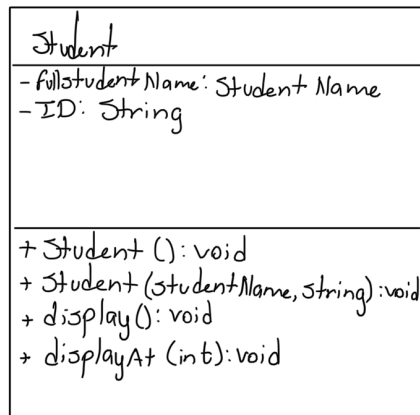 Student
- fullstudentName: Student Name
- ID: String
+ Student (): void
+ Student (studentName, string): void
+ display(): void
+ displayAt (int): void